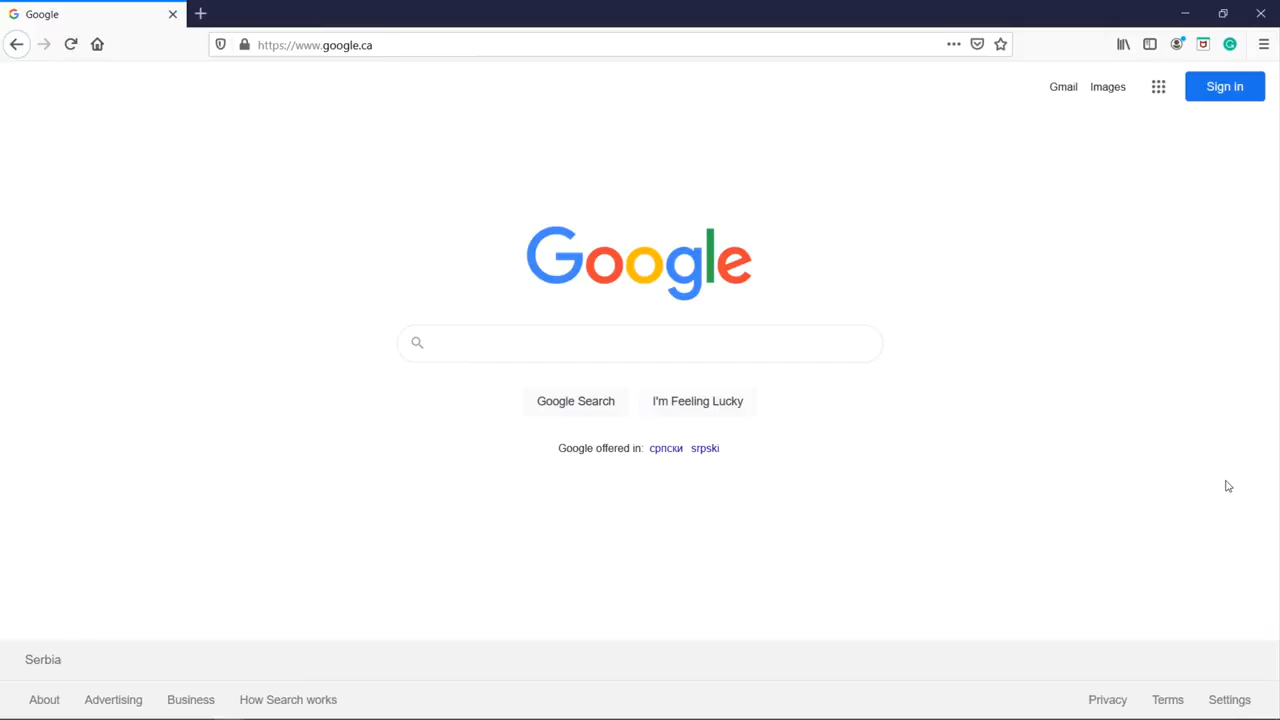 Google
https://www.google.ca
Gmail Images Sign in
Google
Google Search I'm Feeling Lucky
Google offered in: српски srpski
Serbia
About Advertising Business How Search works Privacy Terms Settings